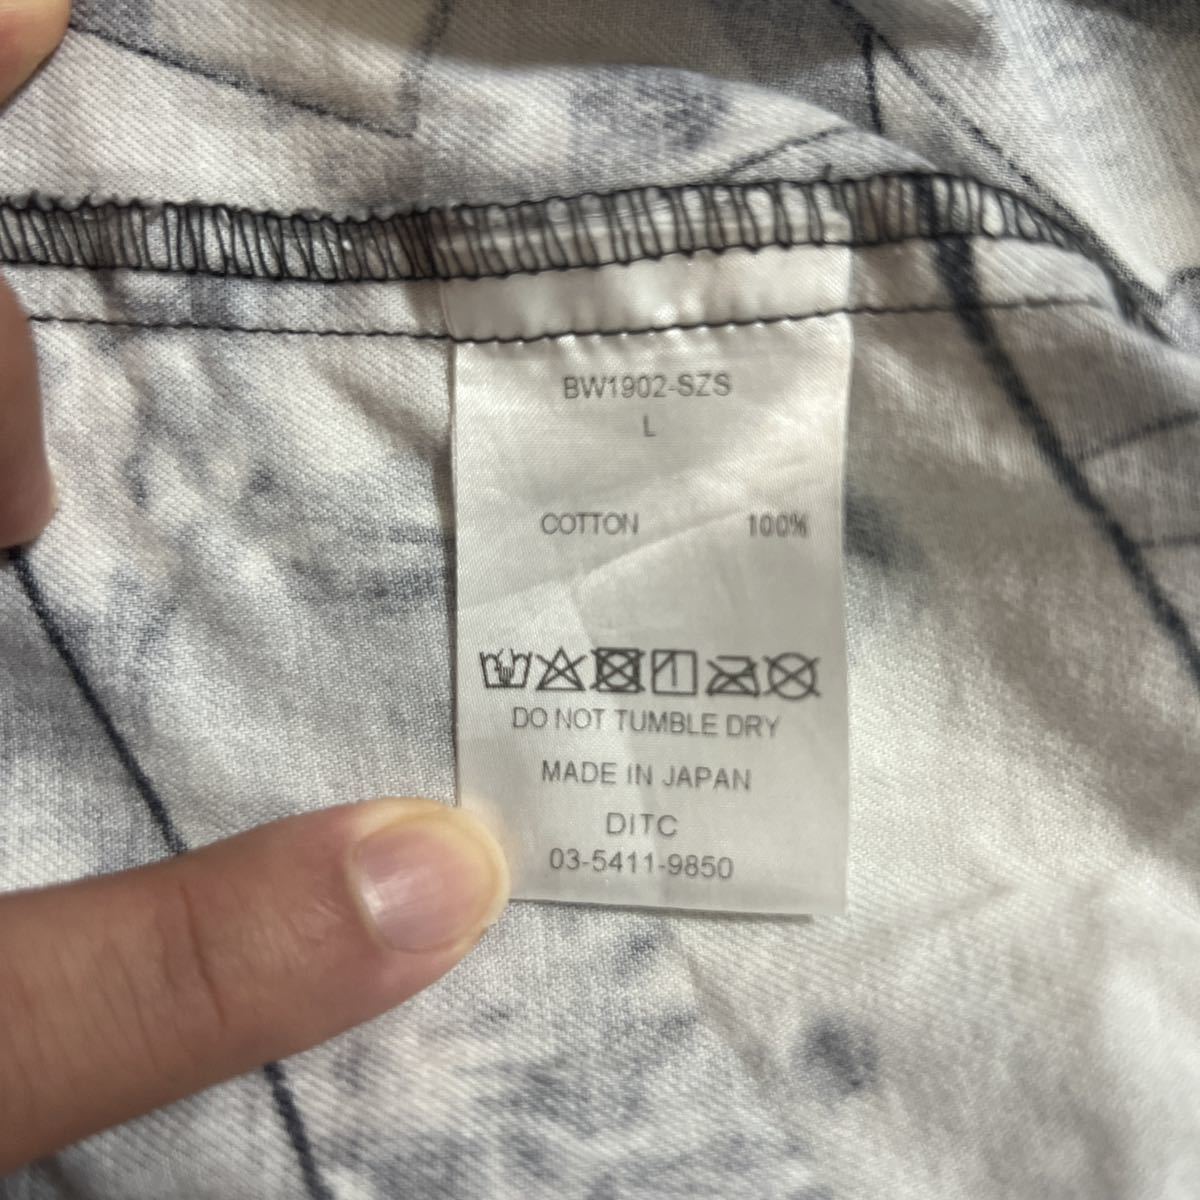 BW1902-SZS
L
COTTON 100%
DO NOT TUMBLE DRY
MADE IN JAPAN
DITC
03-5411-9850